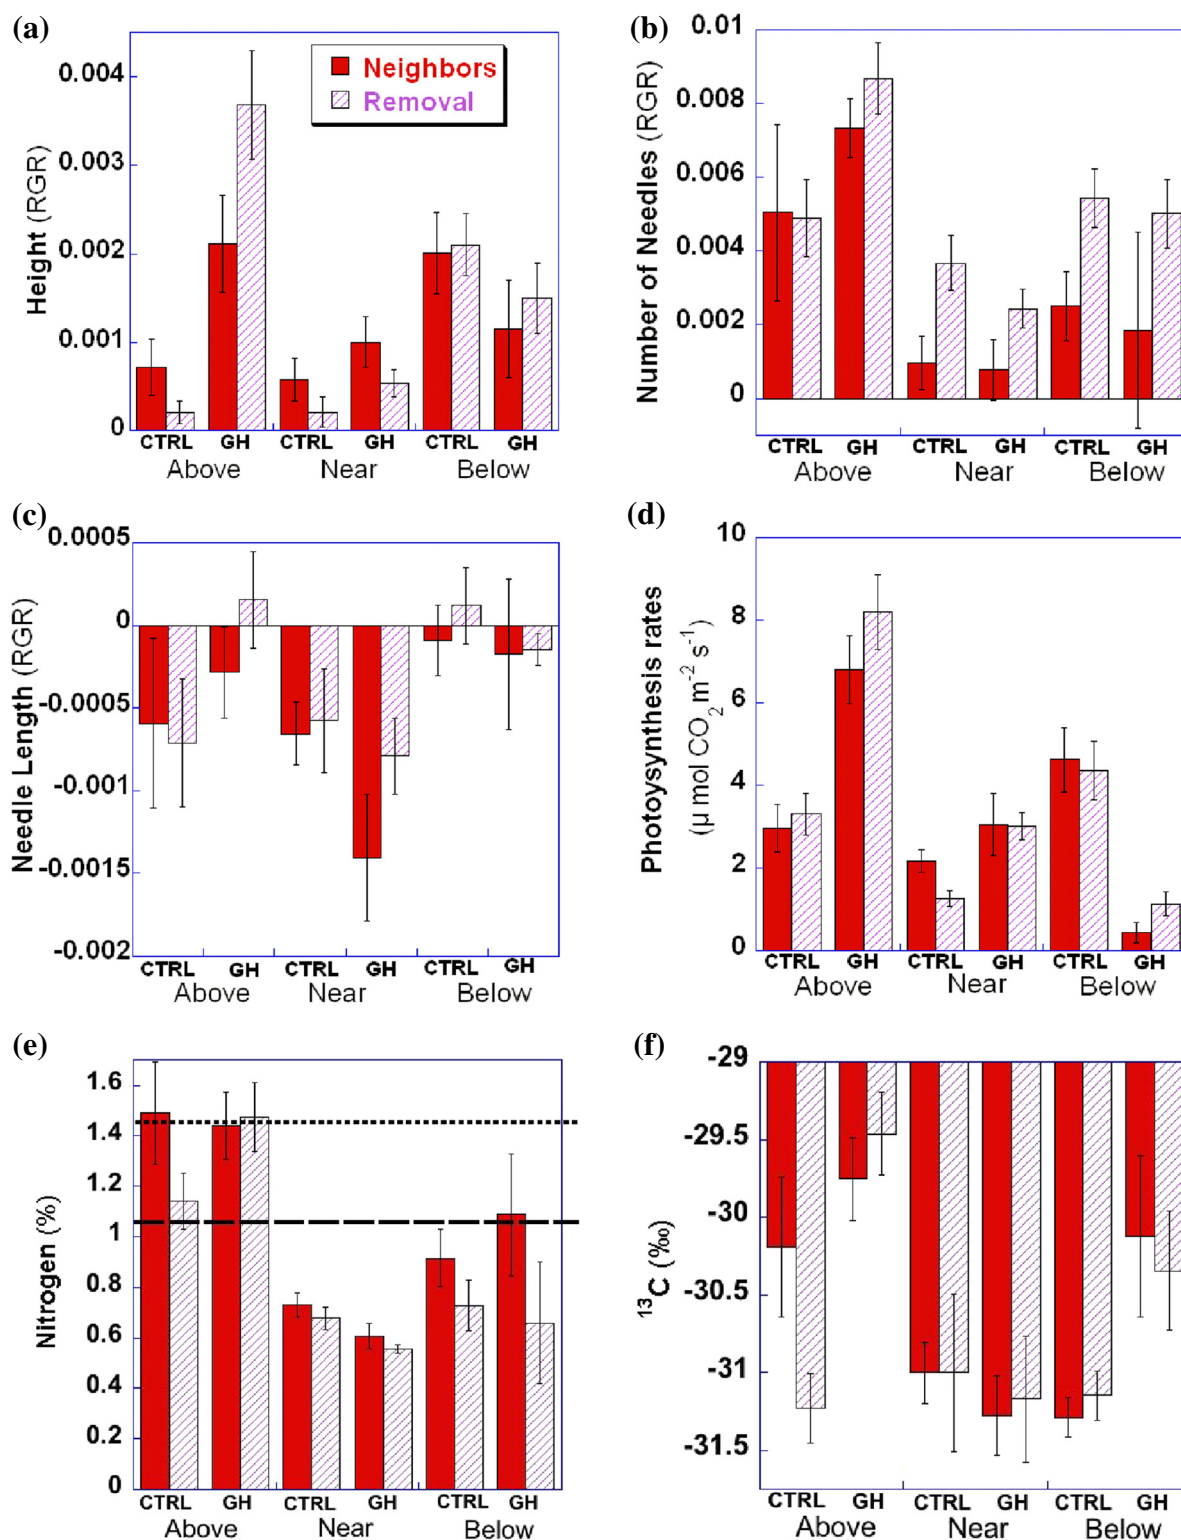 (a)
Height (RGR)
0.004
0.003
0.002
0.001
0
Neighbors
Removal
CTRL GH CTRL GH CTRL GH
Above Near Below
(b)
Number of Needles (RGR)
0.01
0.008
0.006
0.004
0.002
0
CTRL GH CTRL GH CTRL GH
Above Near Below
(c)
Needle Length (RGR)
0.0005
0
-0.0005
-0.001
-0.0015
-0.002
CTRL GH CTRL GH CTRL GH
Above Near Below
(d)
Photoysynthesis rates
(μ mol CO2 m-2 s-1)
10
8
6
4
2
0
CTRL GH CTRL GH CTRL GH
Above Near Below
(e)
Nitrogen (%)
1.6
1.4
1.2
1
0.8
0.6
0.4
0.2
0
CTRL GH CTRL GH CTRL GH
Above Near Below
(f)
13C (‰)
-29
-29.5
-30
-30.5
-31
-31.5
CTRL GH CTRL GH CTRL GH
Above Near Below